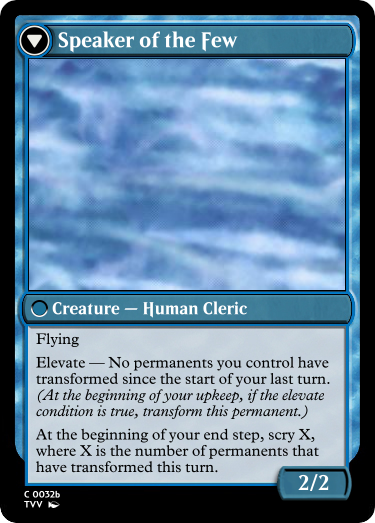 Speaker of the Few
Creature — Human Cleric
Flying
Elevate — No permanents you control have
transformed since the start of your last turn.
(At the beginning of your upkeep, if the elevate
condition is true, transform this permanent.)
At the beginning of your end step, scry X,
where X is the number of permanents that
have transformed this turn.
2/2
C 0032b
TVV